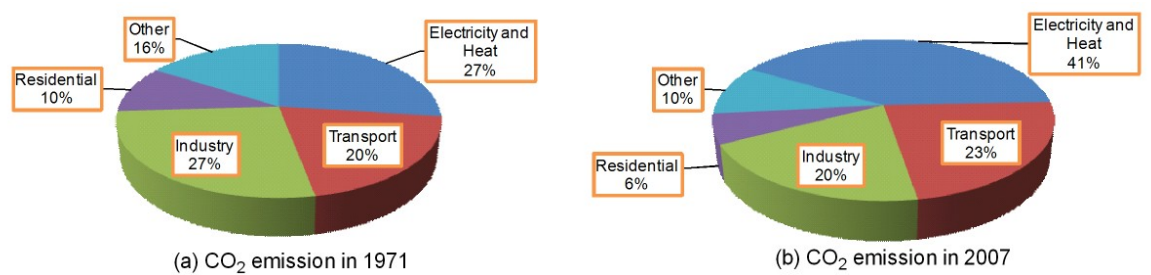 Other
16%
Electricity and
Heat
27%
Residential
10%
Industry
27%
Transport
20%
(a) CO₂ emission in 1971
Electricity and
Heat
41%
Other
10%
Transport
23%
Industry
20%
Residential
6%
(b) CO₂ emission in 2007